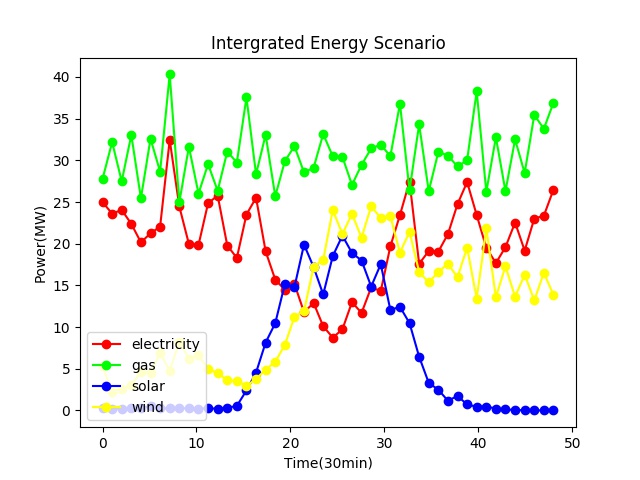 Intergrated Energy Scenario
Power(MW)
40
35
30
25
20
15
10
5
0
electricity
gas
solar
wind
0 10 20 30 40 50
Time(30min)